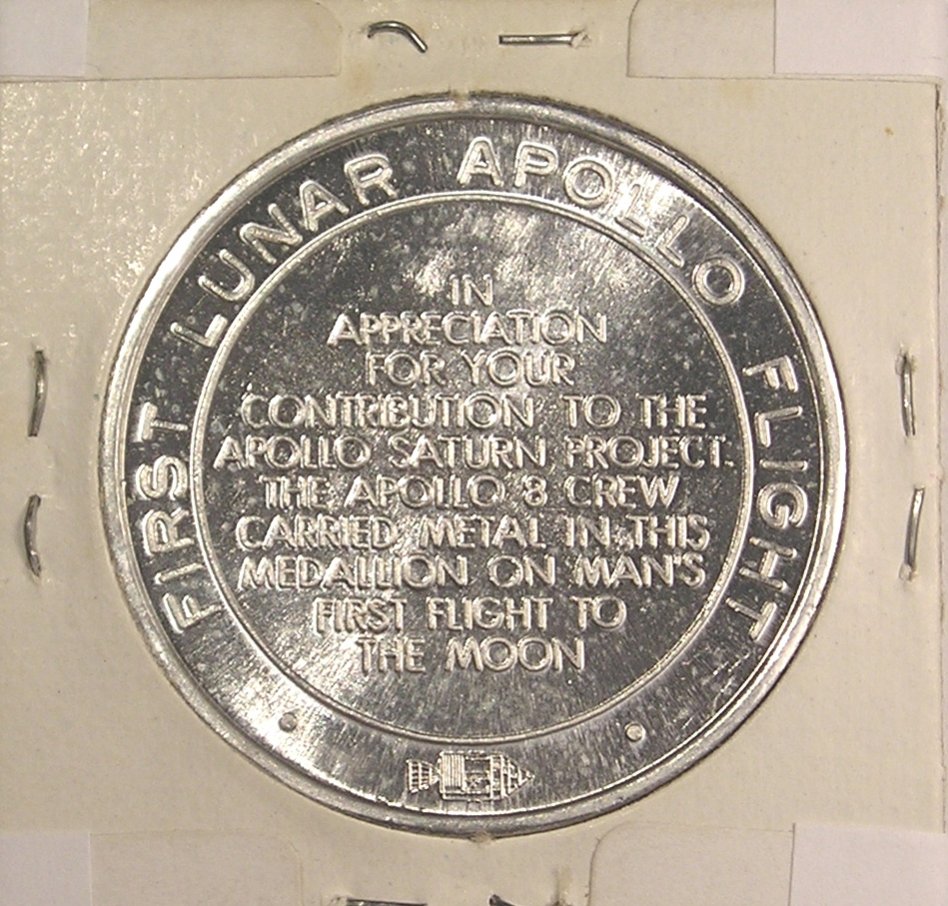 FIRST LUNAR APOLLO FLIGHT
IN
APPRECIATION
FOR YOUR
CONTRIBUTION TO THE
APOLLO SATURN PROJECT.
THE APOLLO 8 CREW
CARRIED METAL IN THIS
MEDALLION ON MAN'S
FIRST FLIGHT TO
THE MOON